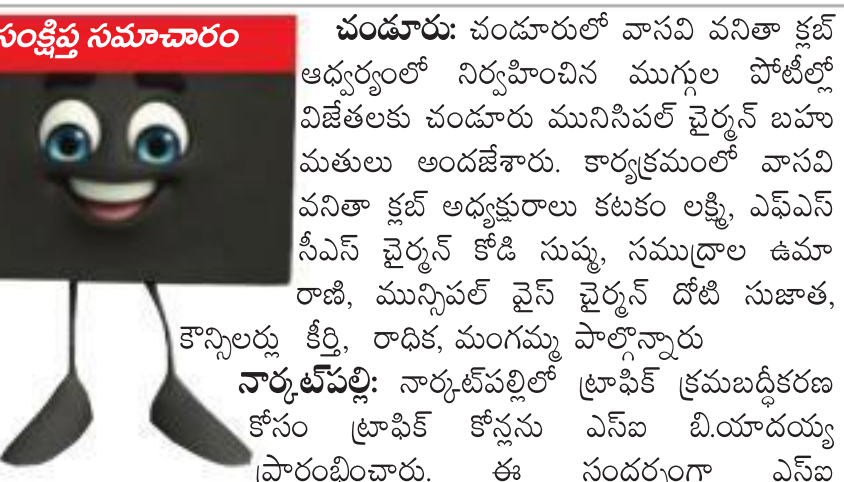 సంక్షిప్త సమాచారం
చండూరు: చండూరులో వాసవి వనితా క్లబ్
ఆధ్వర్యంలో నిర్వహించిన ముగ్గుల పోటీల్లో
విజేతలకు చండూరు మునిసిపల్ చైర్మన్ బహు
మతులు అందజేశారు. కార్యక్రమంలో వాసవి
వనితా క్లబ్ అధ్యక్షురాలు కటకం లక్ష్మి, ఎఫ్ఎస్
సీఎస్ చైర్మన్ కోడి సుష్మ, సముద్రాల ఉమా
రాణి, మున్సిపల్ వైస్ చైర్మన్ దోటి సుజాత,
కౌన్సిలర్లు కీర్తి, రాధిక, మంగమ్మ పాల్గొన్నారు
నార్కట్‌పల్లి: నార్కట్‌పల్లిలో ట్రాఫిక్ క్రమబద్ధీకరణ
కోసం ట్రాఫిక్ కోన్లను ఎస్ఐ బి.యాదయ్య
ప్రారంభించారు. ఈ సందర్భంగా ఎస్ఐ